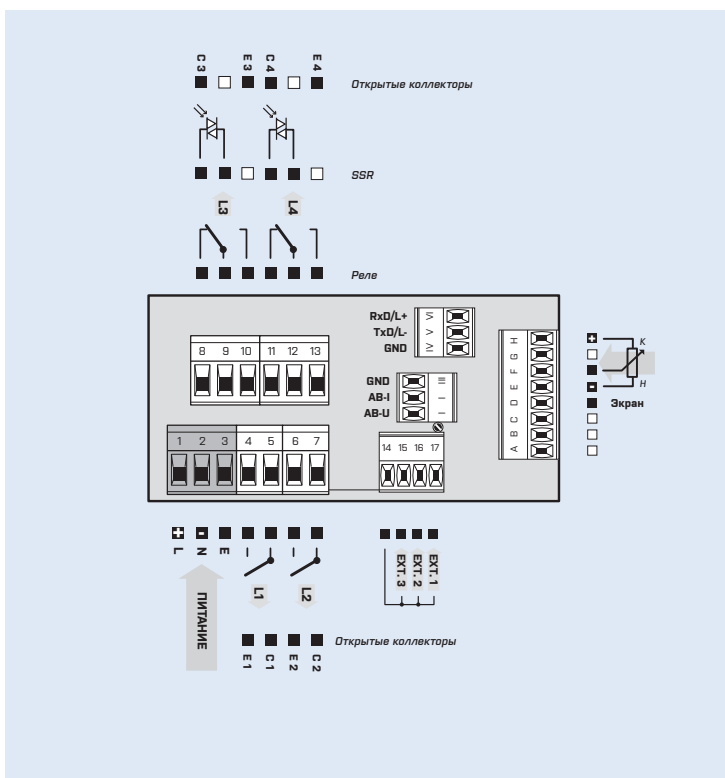 C 3 E 3 C 4 E 4
Открытые коллекторы
SSR
L3 L4
Реле
RxD/L+ VI
TxD/L- V
GND IV
8 9 10 11 12 13
GND III
AB-I I
AB-U I
H
G
F
E
D
C
B
A
+
-
K
H
Экран
1 2 3 4 5 6 7
14 15 16 17
+ -
L N E
L1 L2
EXT. 3 EXT. 2 EXT. 1
ПИТАНИЕ
Открытые коллекторы
E 1 C 1 E 2 C 2